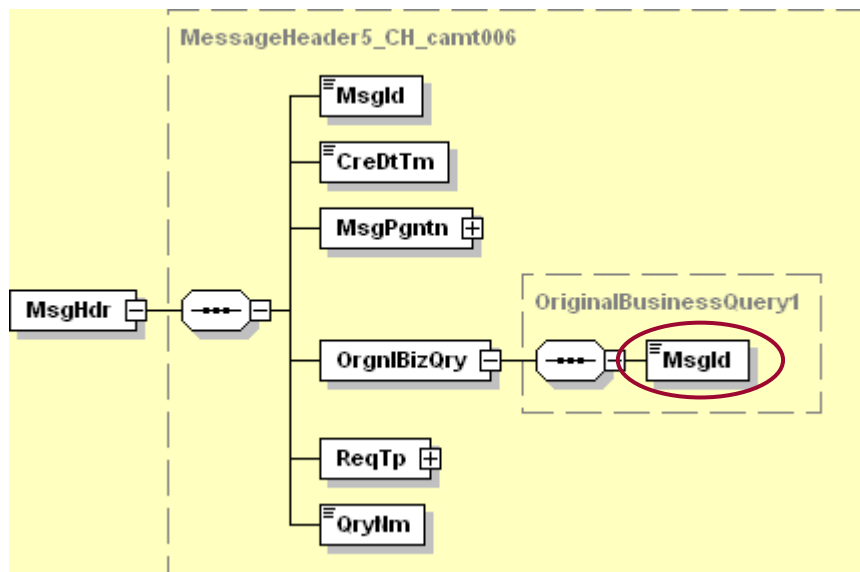 MessageHeader5_CH_camt006
MsgId
CreDtTm
MsgPgntn
MsgHdr
OriginalBusinessQuery1
OrgnlBizQry
MsgId
ReqTp
QryNm